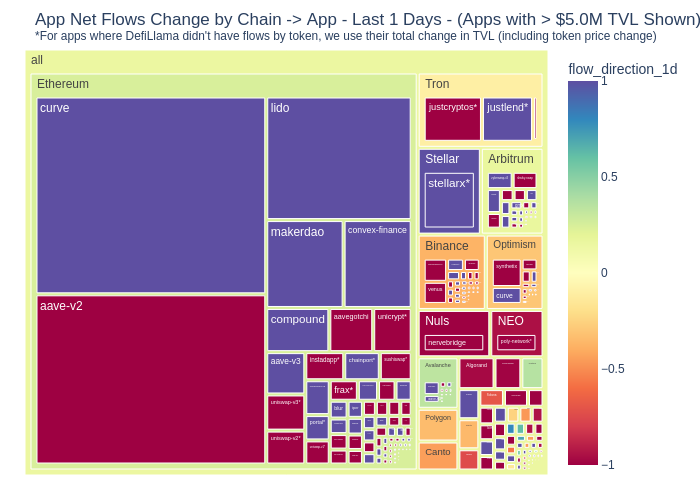 App Net Flows Change by Chain -> App - Last 1 Days - (Apps with > $5.0M TVL Shown)
*For apps where DefiLlama didn't have flows by token, we use their total change in TVL (including token price change)
flow_direction_1d
all
Ethereum
curve
lido
makerdao
convex-finance
aave-v2
compound
aavegotchi
unicrypt*
aave-v3
instadapp*
chainport*
sushiswap*
uniswap-v3*
frax*
portal*
blur
uniswap-v2*
Tron
justcryptos*
justlend*
Stellar
stellarx*
Arbitrum
Binance
venus
Optimism
synthetix
curve
Nuls
nervebridge
NEO
poly-network*
Avalanche
Algorand
Polygon
Canto
1
0.5
0
−0.5
−1